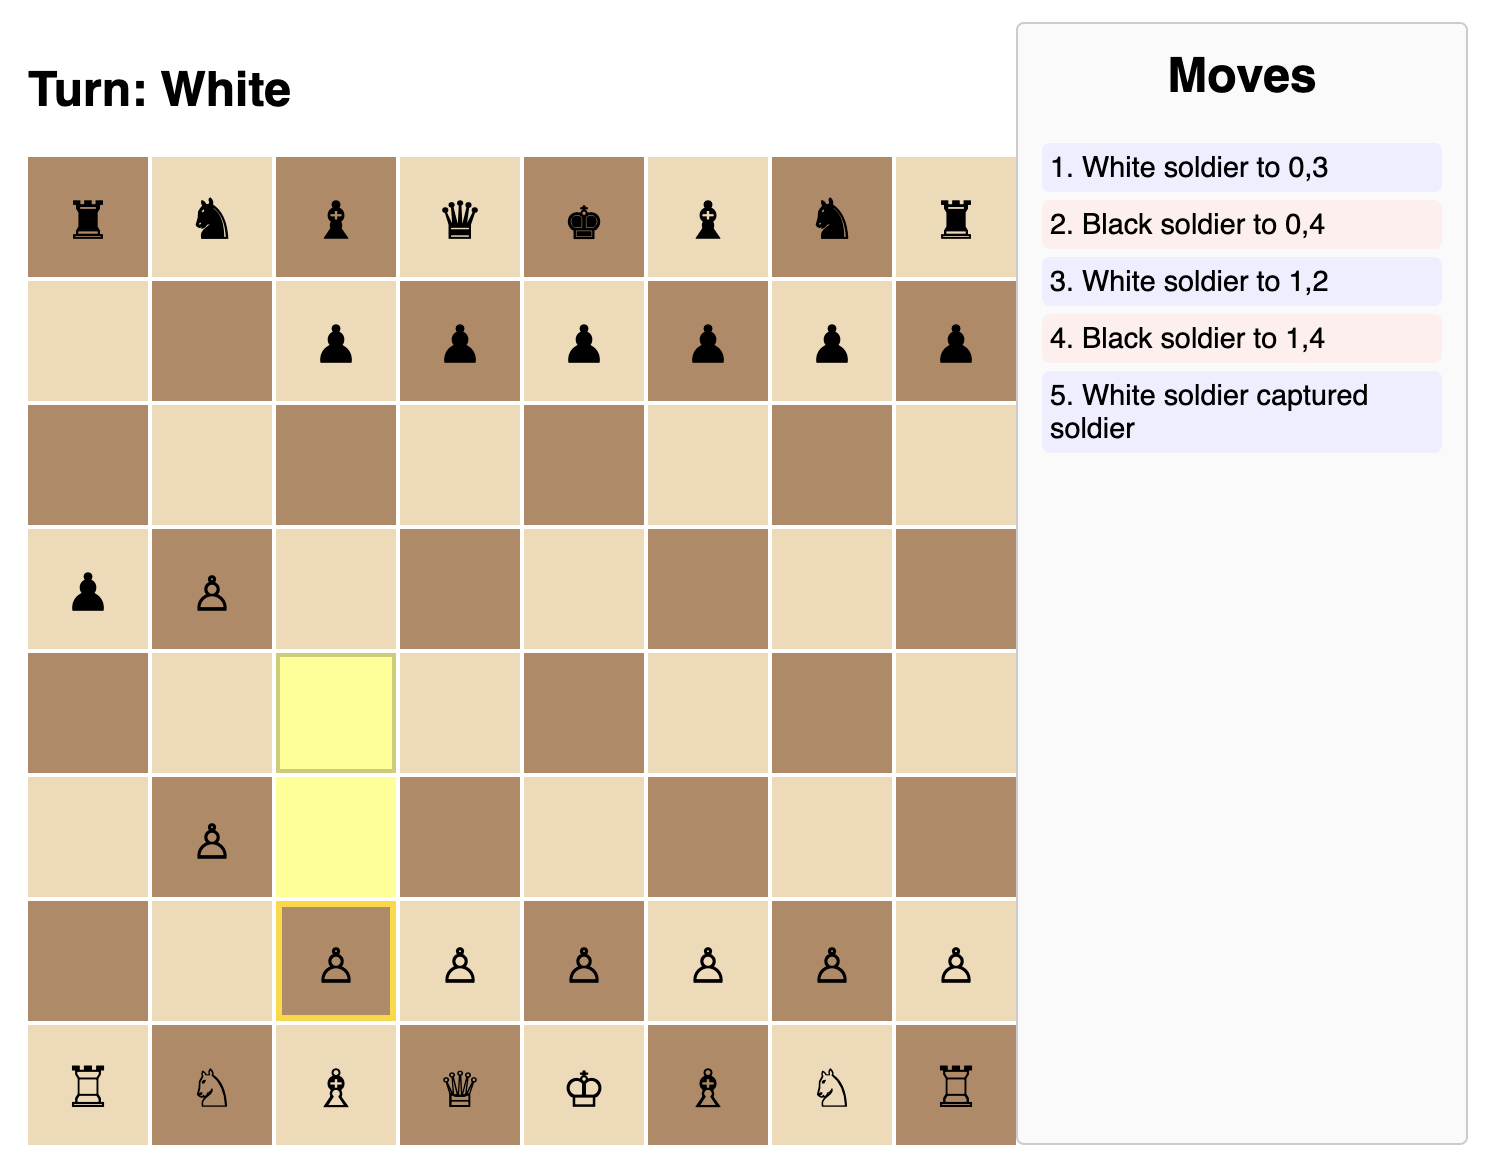 Turn: White
Moves
1. White soldier to 0,3
2. Black soldier to 0,4
3. White soldier to 1,2
4. Black soldier to 1,4
5. White soldier captured
soldier